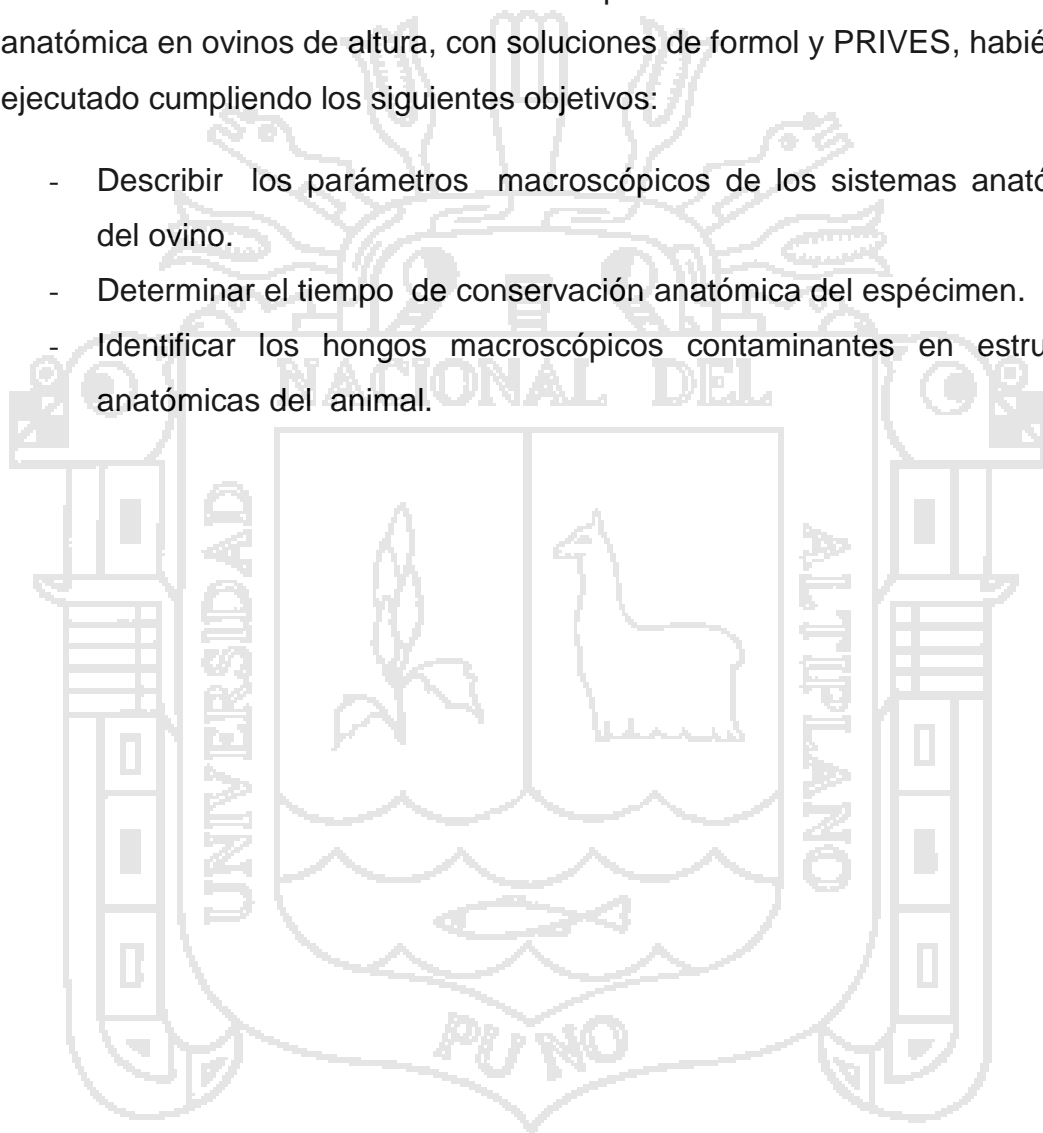 anatómica en ovinos de altura, con soluciones de formol y PRIVES, habié
ejecutado cumpliendo los siguientes objetivos:
- Describir los parámetros macroscópicos de los sistemas anató
del ovino.
- Determinar el tiempo de conservación anatómica del espécimen.
- Identificar los hongos macroscópicos contaminantes en estru
anatómicas del animal.
NACIONAL DEL
UNIVERSIDAD
ALTIPLANO
PUNO